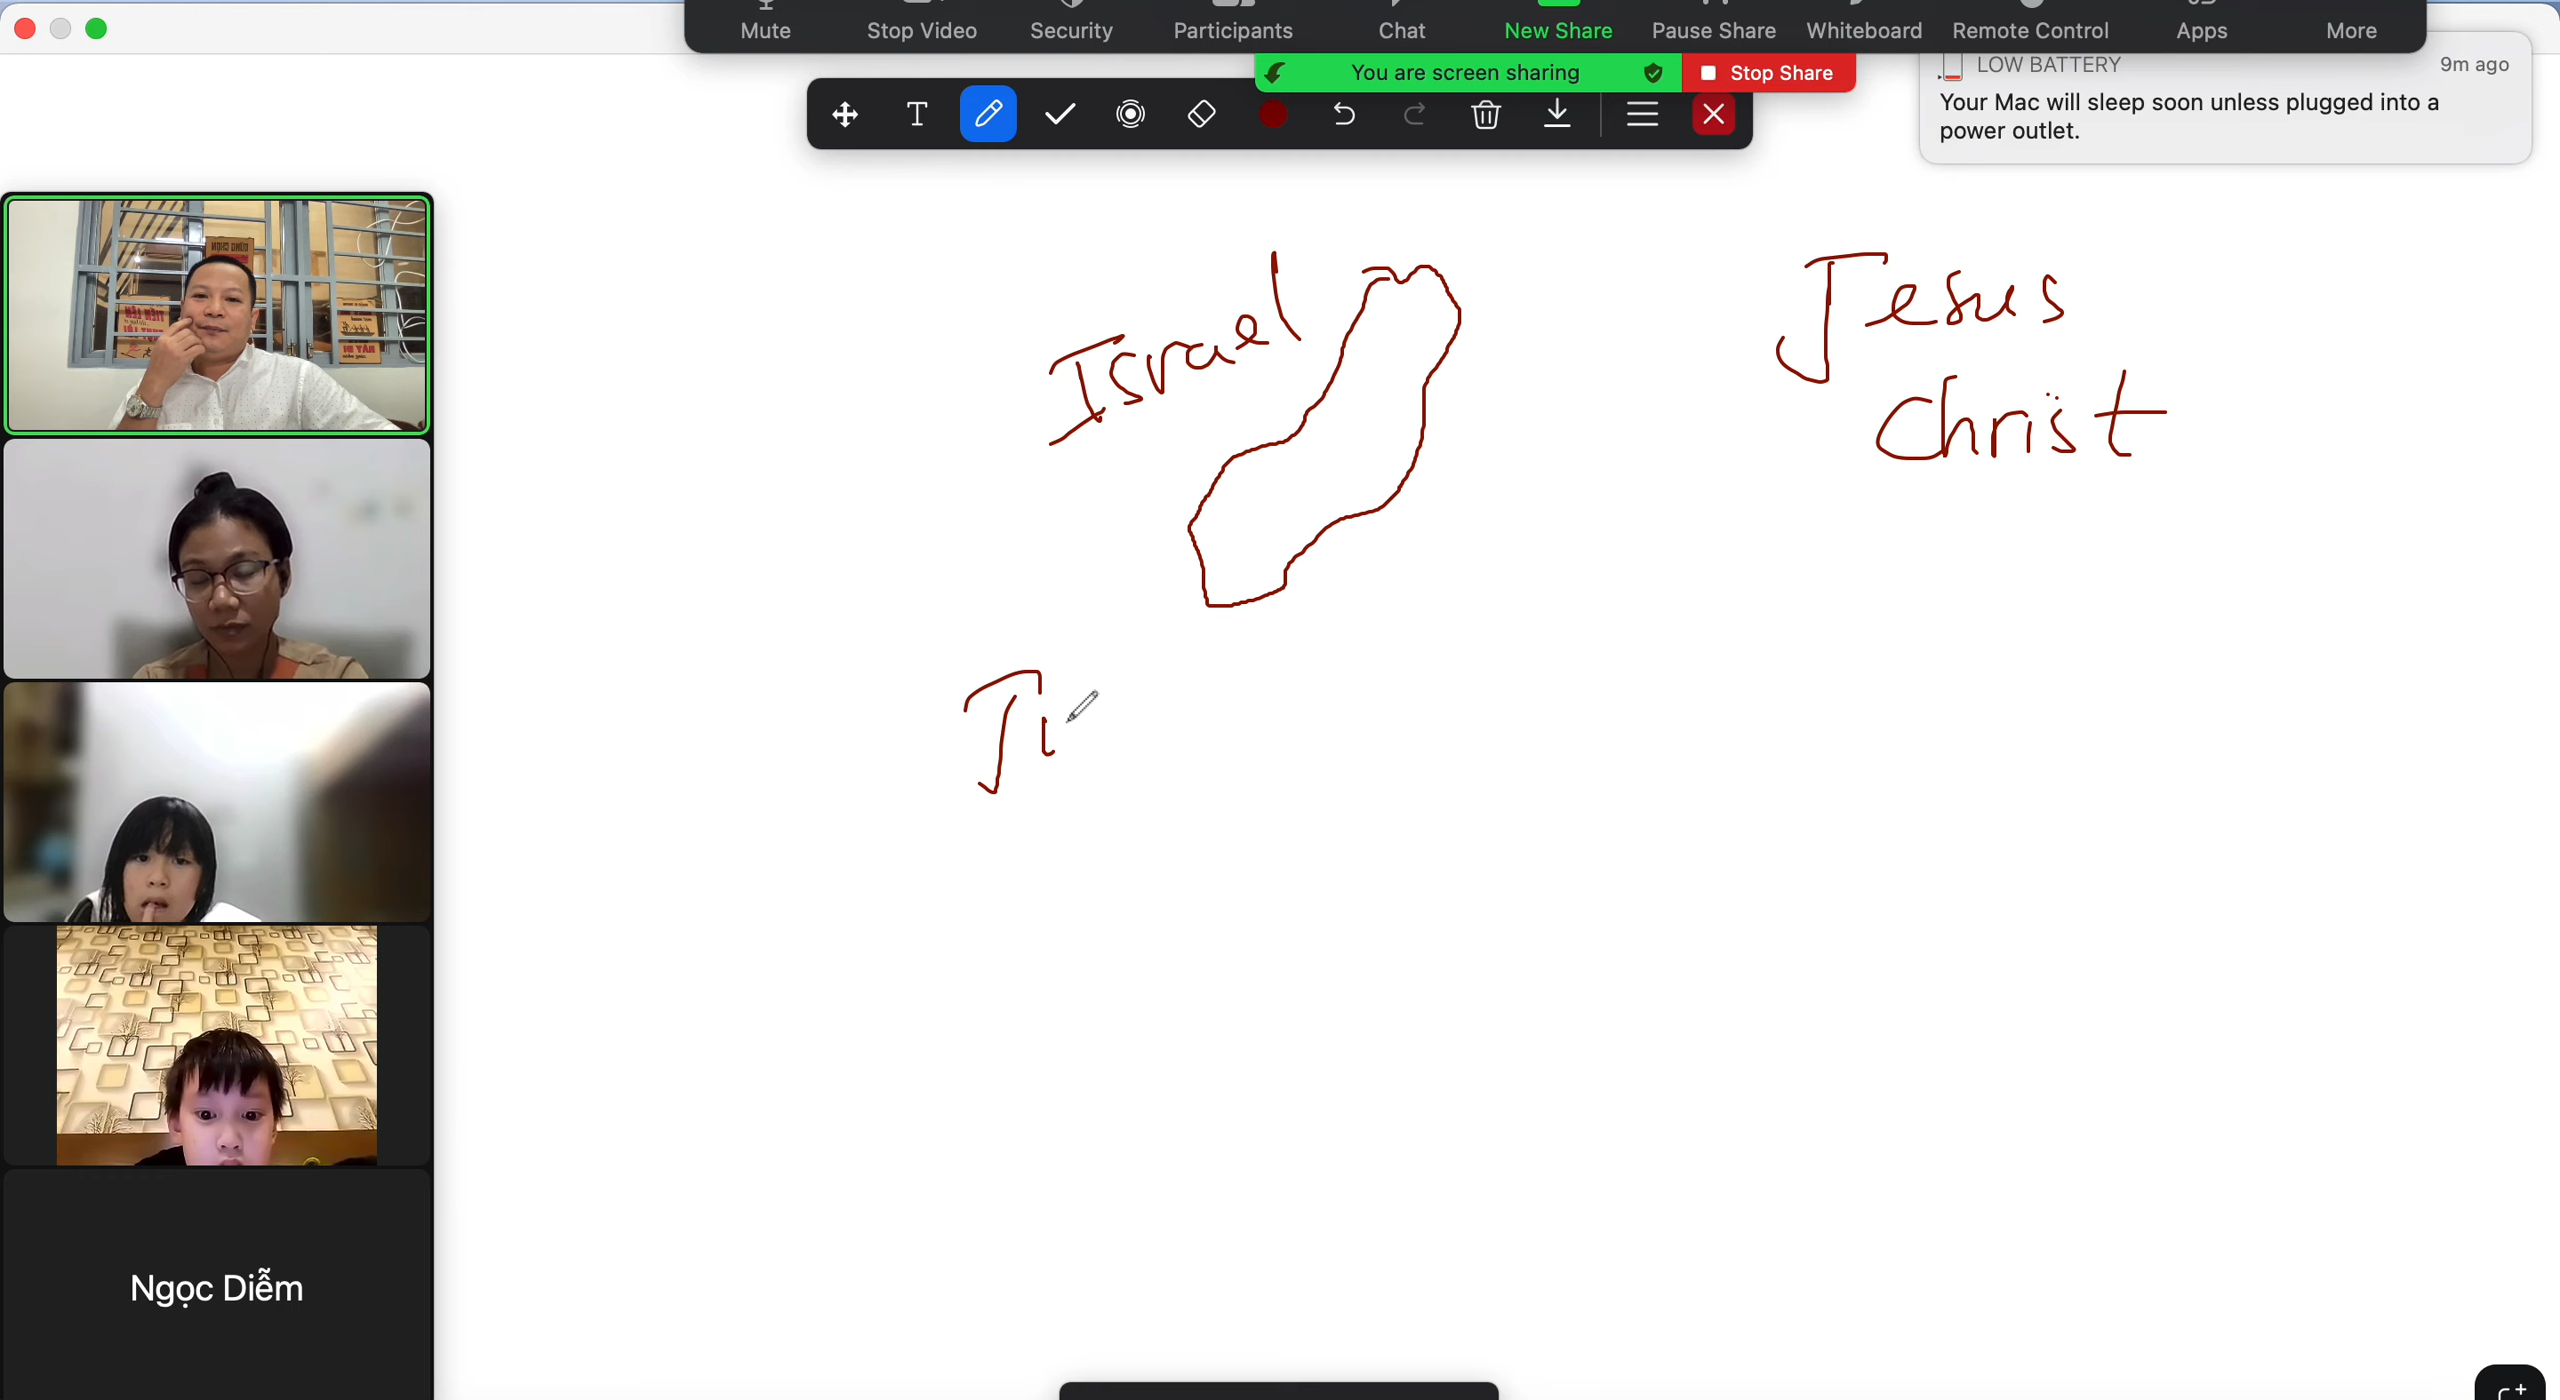 Mute Stop Video Security Participants Chat New Share Pause Share Whiteboard Remote Control Apps More
You are screen sharing Stop Share
LOW BATTERY 9m ago
Your Mac will sleep soon unless plugged into a
power outlet.
T
Israel
Jesus
Christ
Ji
Ngọc Diễm